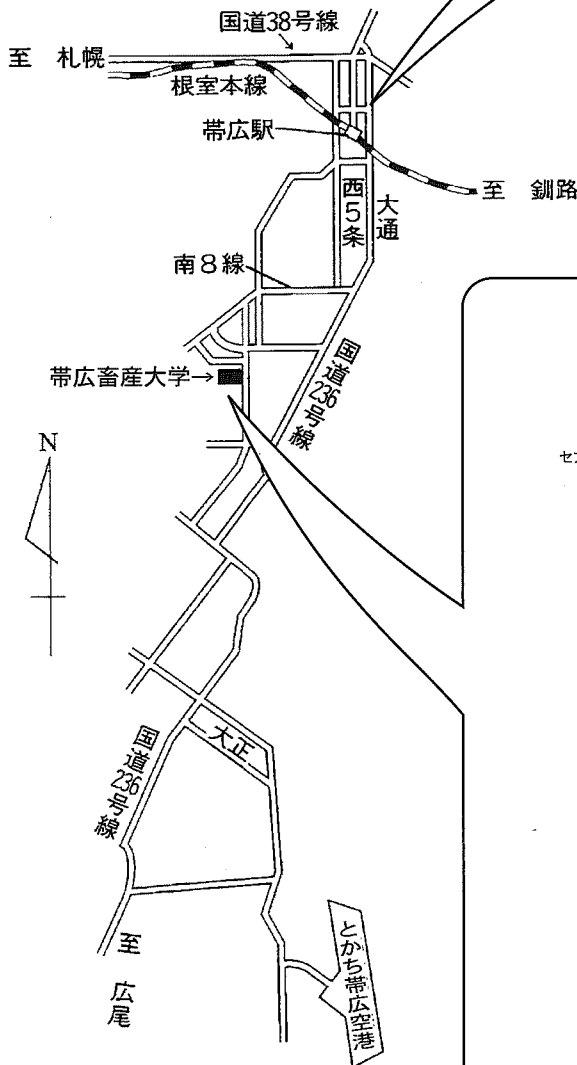 国道38号線
至 札幌
根室本線
帯広駅
至 釧路
西5条
大通
南8線
国道236号線
帯広畜産大学→
N
大正
国道236号線
至 広尾
とかち帯広空港